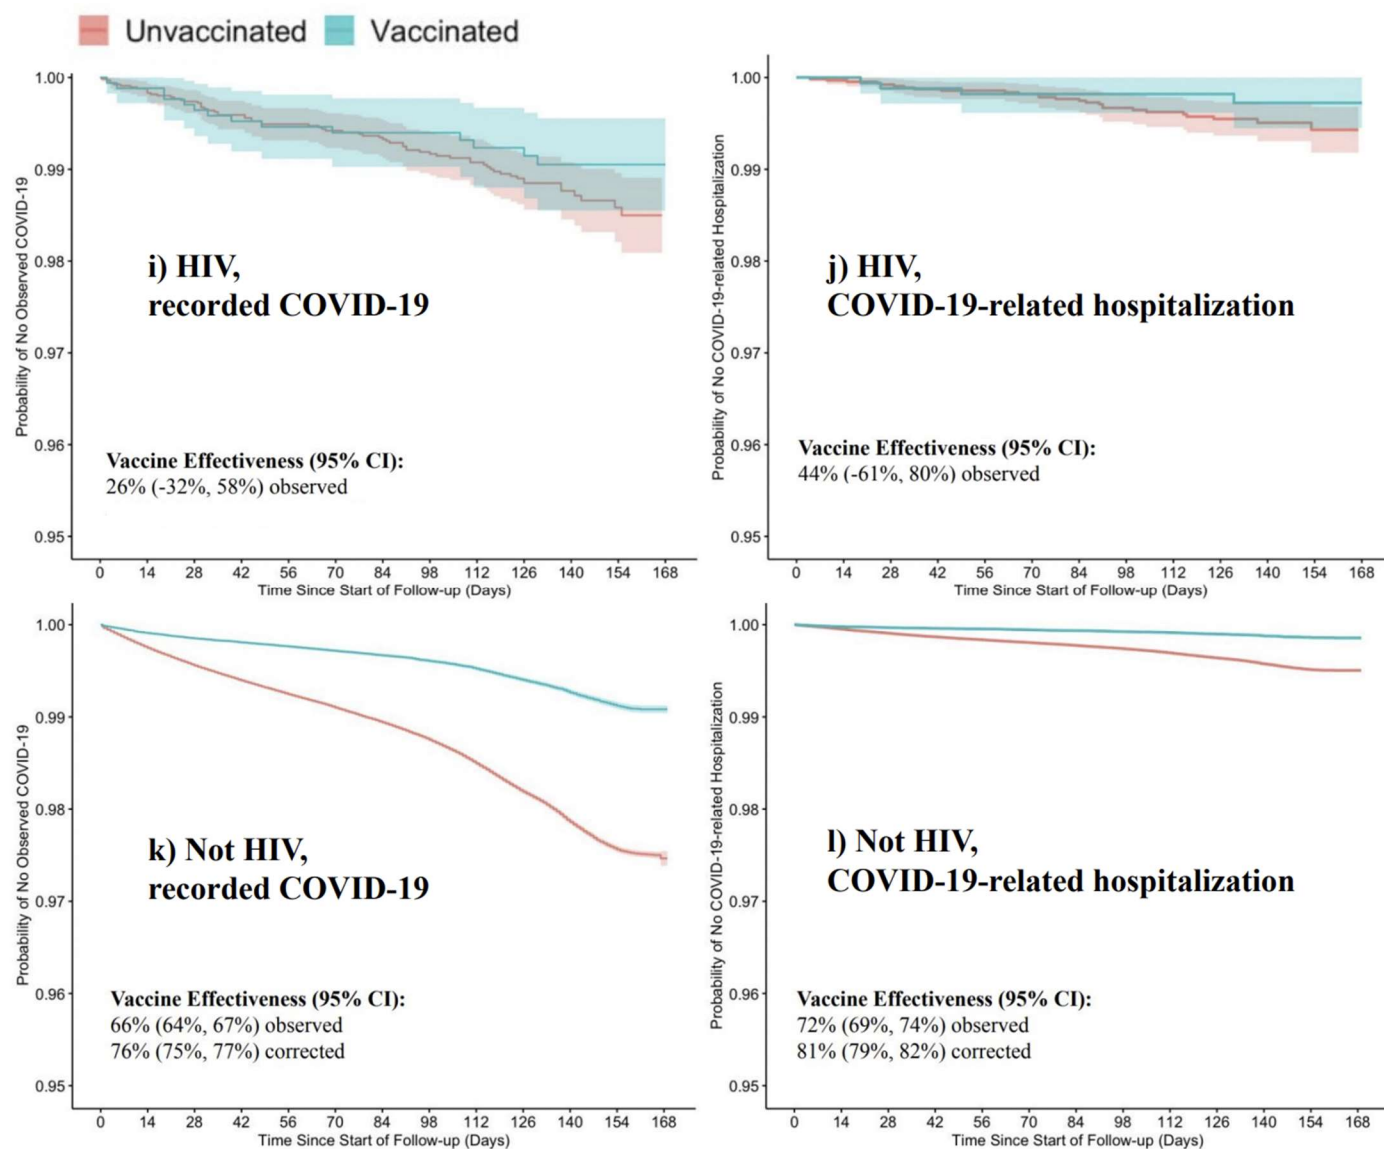 Unvaccinated Vaccinated
Probability of No Observed COVID-19
1.00
0.99
0.98
0.97
0.96
0.95
i) HIV,
recorded COVID-19
Vaccine Effectiveness (95% CI):
26% (-32%, 58%) observed
0 14 28 42 56 70 84 98 112 126 140 154 168
Time Since Start of Follow-up (Days)
Probability of No COVID-19-related Hospitalization
1.00
0.99
0.98
0.97
0.96
0.95
j) HIV,
COVID-19-related hospitalization
Vaccine Effectiveness (95% CI):
44% (-61%, 80%) observed
0 14 28 42 56 70 84 98 112 126 140 154 168
Time Since Start of Follow-up (Days)
Probability of No Observed COVID-19
1.00
0.99
0.98
0.97
0.96
0.95
k) Not HIV,
recorded COVID-19
Vaccine Effectiveness (95% CI):
66% (64%, 67%) observed
76% (75%, 77%) corrected
0 14 28 42 56 70 84 98 112 126 140 154 168
Time Since Start of Follow-up (Days)
Probability of No COVID-19-related Hospitalization
1.00
0.99
0.98
0.97
0.96
0.95
l) Not HIV,
COVID-19-related hospitalization
Vaccine Effectiveness (95% CI):
72% (69%, 74%) observed
81% (79%, 82%) corrected
0 14 28 42 56 70 84 98 112 126 140 154 168
Time Since Start of Follow-up (Days)